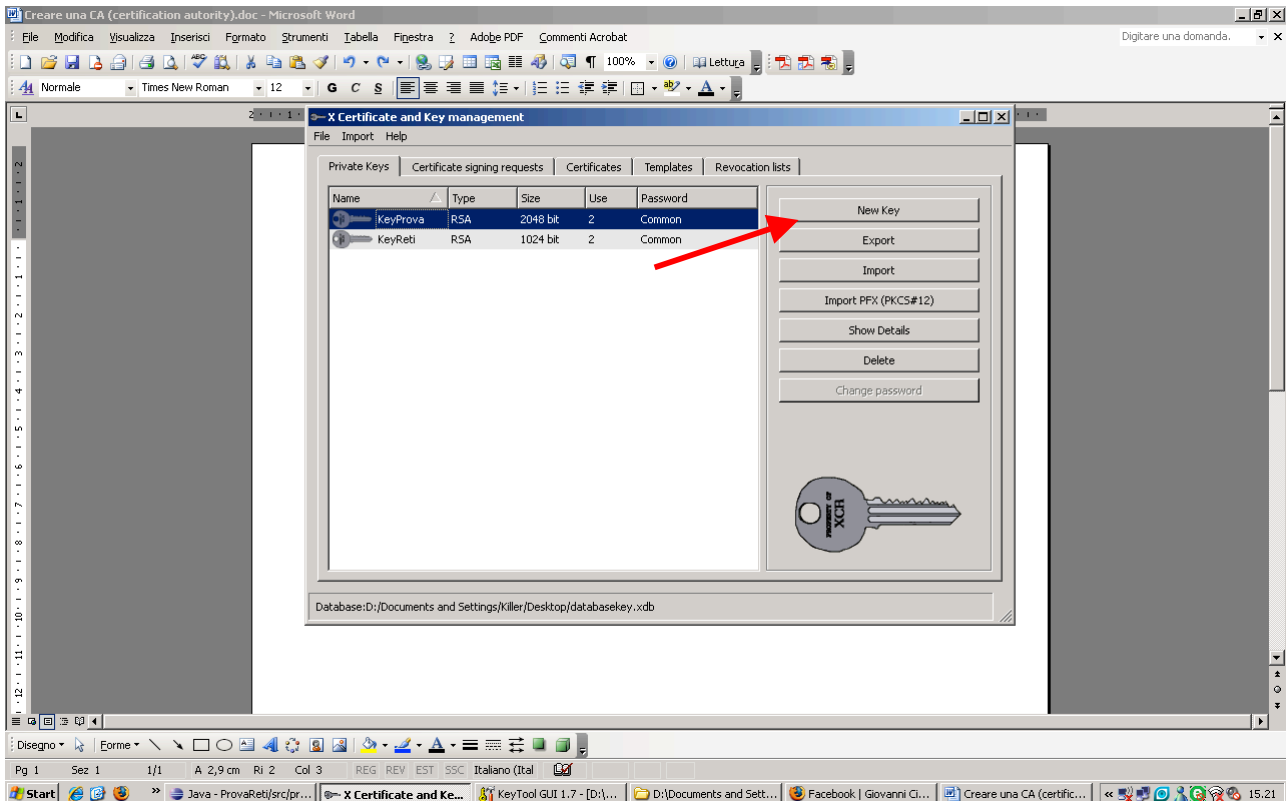 Creare una CA (certification autority).doc - Microsoft Word
File Modifica Visualizza Inserisci Formato Strumenti Tabella Finestra ? Adobe PDF Commenti Acrobat Digitare una domanda.
100% Lettura
Normale Times New Roman 12 G C S
X Certificate and Key management
File Import Help
Private Keys Certificate signing requests Certificates Templates Revocation lists
Name Type Size Use Password
KeyProva RSA 2048 bit 2 Common
KeyReti RSA 1024 bit 2 Common
New Key
Export
Import
Import PFX (PKCS#12)
Show Details
Delete
Change password
PROPERTY OF
XCH
Database:D:/Documents and Settings/Killer/Desktop/databasekey.xdb
Disegno Forme
Pg 1 Sez 1 1/1 A 2,9 cm Ri 2 Col 3 REG REV EST SSC Italiano (Ital
Start » Java - ProvaReti/src/pr... X Certificate and Ke... KeyTool GUI 1.7 - [D:\... D:\Documents and Sett... Facebook | Giovanni Ci... Creare una CA (certific... « 15.21